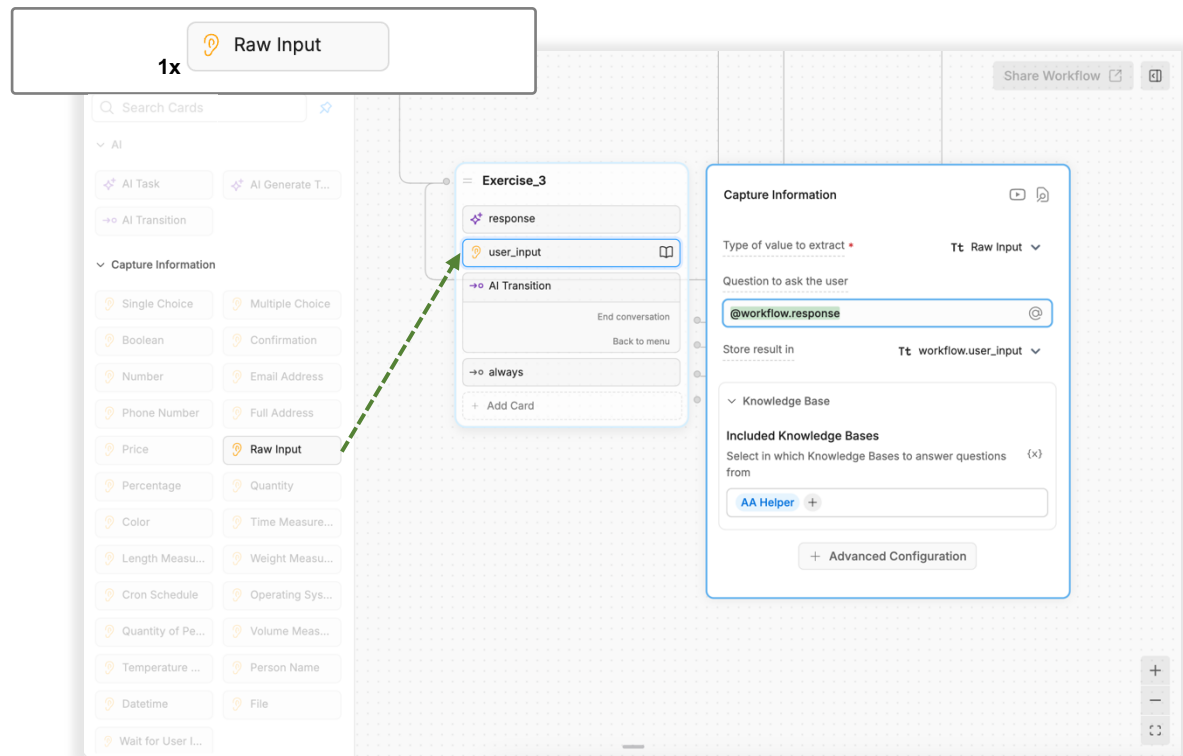 Raw Input
1x
Share Workflow
Search Cards
AI
AI Task
AI Generate T...
AI Transition
Capture Information
Single Choice
Multiple Choice
Boolean
Confirmation
Number
Email Address
Phone Number
Full Address
Price
Raw Input
Percentage
Quantity
Color
Time Measure...
Length Measu...
Weight Measu...
Cron Schedule
Operating Sys...
Quantity of Pe...
Volume Meas...
Temperature ...
Person Name
Datetime
File
Wait for User I...
Exercise_3
response
user_input
AI Transition
End conversation
Back to menu
always
+ Add Card
Capture Information
Type of value to extract •
Tt Raw Input
Question to ask the user
@workflow.response
@
Store result in
Tt workflow.user_input
Knowledge Base
Included Knowledge Bases
Select in which Knowledge Bases to answer questions
from
{x}
AA Helper +
+ Advanced Configuration